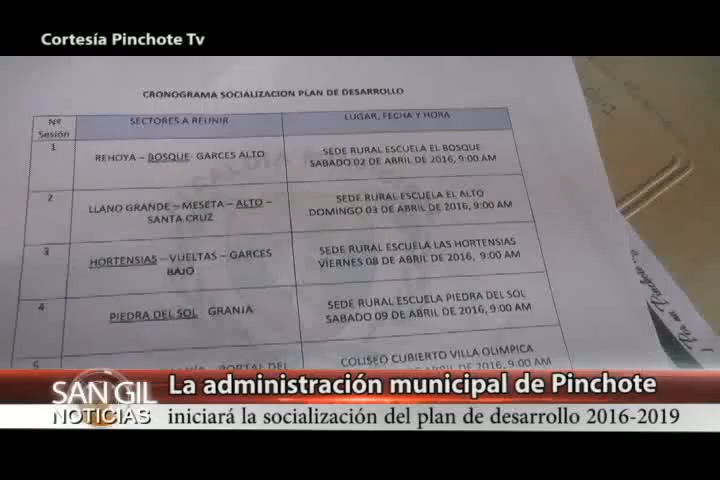 Cortesía Pinchote Tv
CRONOGRAMA SOCIALIZACION PLAN DE DESARROLLO
Nº
Sesión
SECTORES A REUNIR
LUGAR, FECHA Y HORA
1
REHOYA – BOSQUE- GARCES ALTO
SEDE RURAL ESCUELA EL BOSQUE
SABADO 02 DE ABRIL DE 2016, 9:00 AM
2
LLANO GRANDE – MESETA – ALTO –
SANTA CRUZ
SEDE RURAL ESCUELA EL ALTO
DOMINGO 03 DE ABRIL DE 2016, 9:00 AM
3
HORTENSIAS –VUELTAS – GARCES
BAJO
SEDE RURAL ESCUELA LAS HORTENSIAS
VIERNES 08 DE ABRIL DE 2016, 9:00 AM
4
PIEDRA DEL SOL GRANJA
SEDE RURAL ESCUELA PIEDRA DEL SOL
SABADO 09 DE ABRIL DE 2016, 9:00 AM
5
PORTAL DEL
COLISEO CUBIERTO VILLA OLIMPICA
SAN GIL
NOTICIAS
La administración municipal de Pinchote
iniciará la socialización del plan de desarrollo 2016-2019